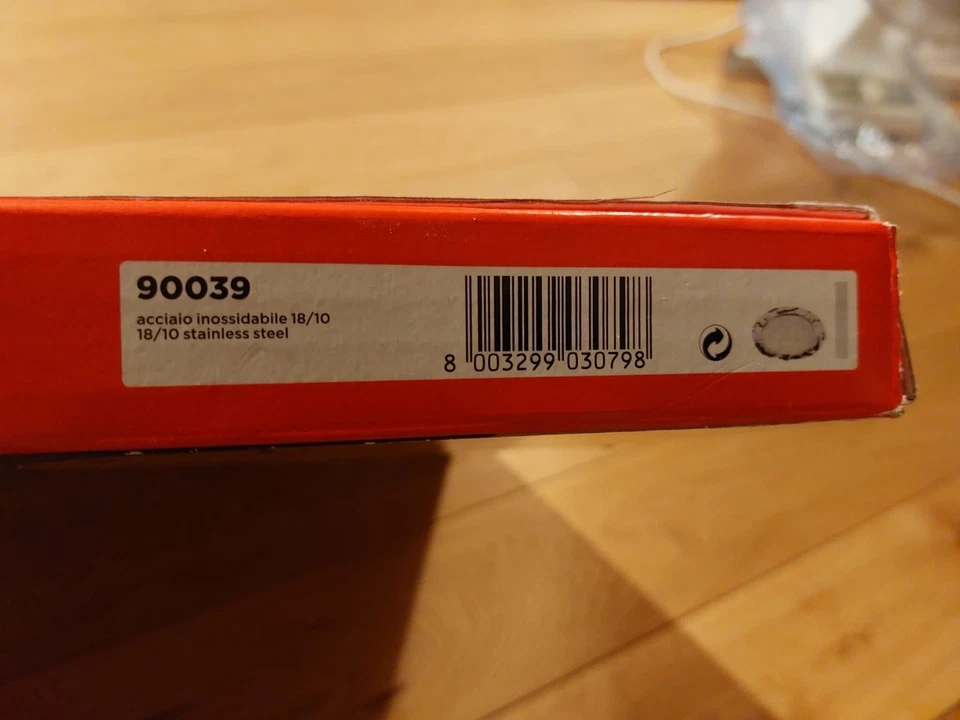 90039
acciaio inossidabile 18/10
18/10 stainless steel
8 003299 030798